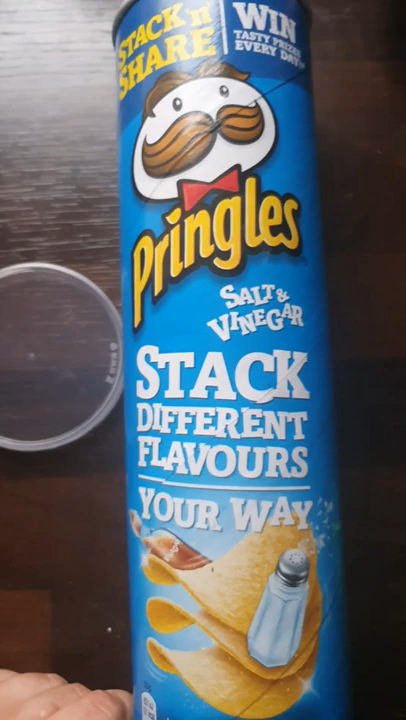 STACK 'n'
SHARE
WIN
TASTY PRIZES
EVERY DAY
Pringles
SALT &
VINEGAR
STACK
DIFFERENT
FLAVOURS
YOUR WAY